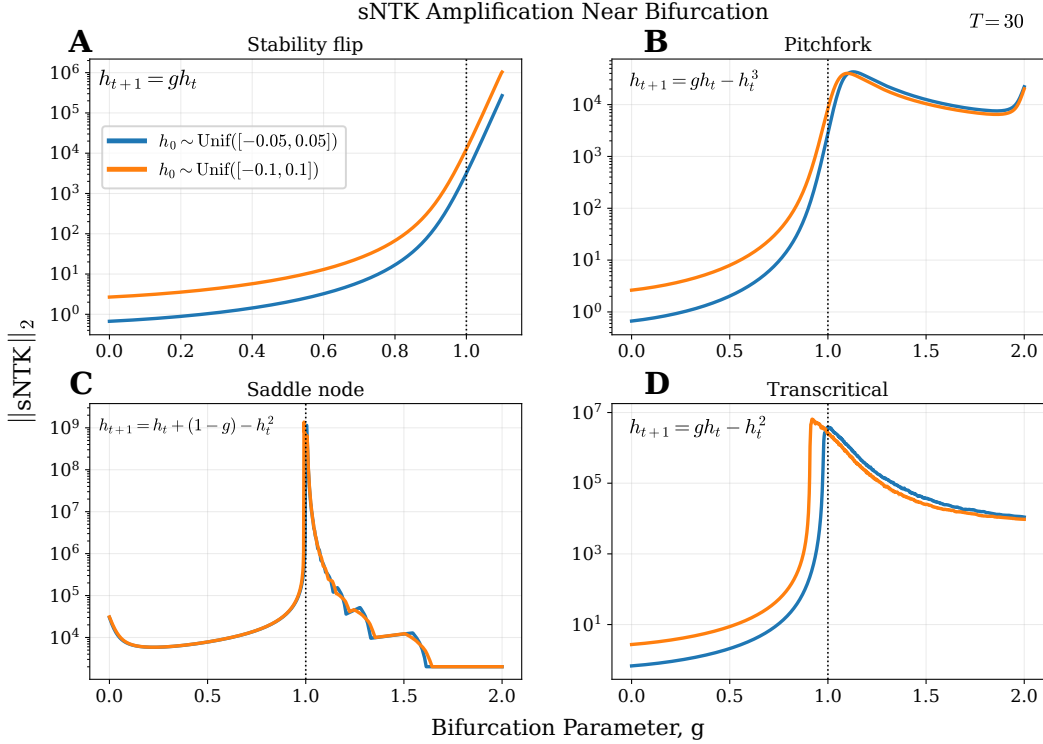 sNTK Amplification Near Bifurcation
T = 30
A
Stability flip
h_{t+1} = gh_t
h_0 ∼ Unif([−0.05, 0.05])
h_0 ∼ Unif([−0.1, 0.1])
10^6
10^5
10^4
10^3
10^2
10^1
10^0
0.0 0.2 0.4 0.6 0.8 1.0
B
Pitchfork
h_{t+1} = gh_t − h_t^3
10^4
10^3
10^2
10^1
10^0
0.0 0.5 1.0 1.5 2.0
||sNTK||_2
C
Saddle node
h_{t+1} = h_t + (1 − g) − h_t^2
10^9
10^8
10^7
10^6
10^5
10^4
0.0 0.5 1.0 1.5 2.0
D
Transcritical
h_{t+1} = gh_t − h_t^2
10^7
10^5
10^3
10^1
0.0 0.5 1.0 1.5 2.0
Bifurcation Parameter, g